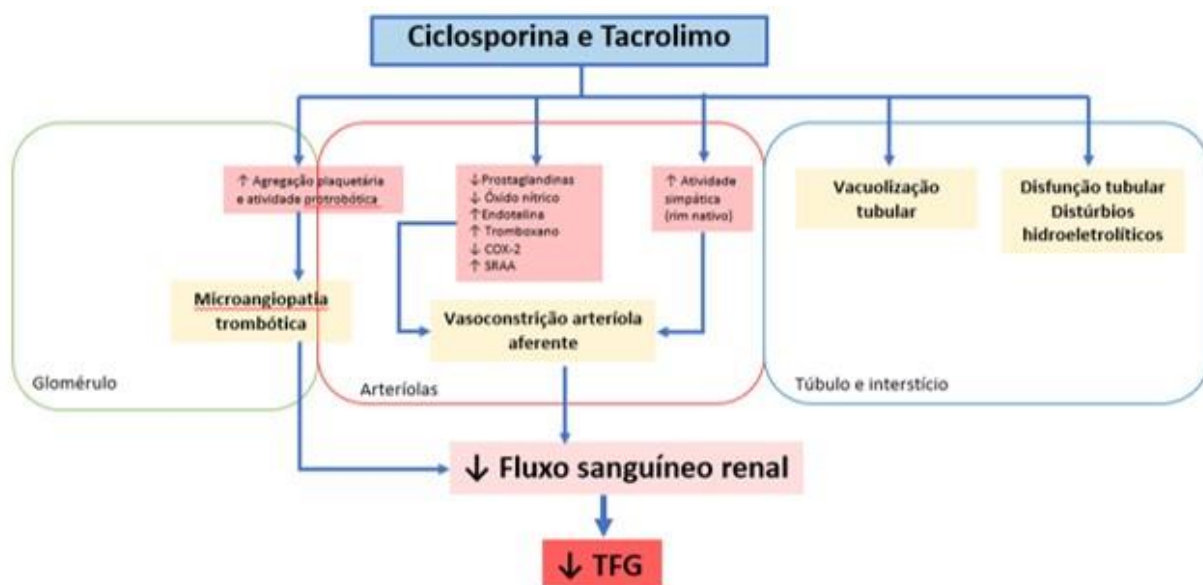 Ciclosporina e Tacrolimo
↑ Agregação plaquetária
e atividade protrobótica
↓Prostaglandinas
↓ Óxido nítrico
↑Endotelina
↑ Tromboxano
↓ COX-2
↑ SRAA
↑ Atividade
simpática
(rim nativo)
Vacuolização
tubular
Disfunção tubular
Distúrbios
hidroeletrolíticos
Microangiopatia
trombótica
Vasoconstrição arteríola
aferente
Glomérulo
Arteríolas
Túbulo e interstício
↓ Fluxo sanguíneo renal
↓ TFG